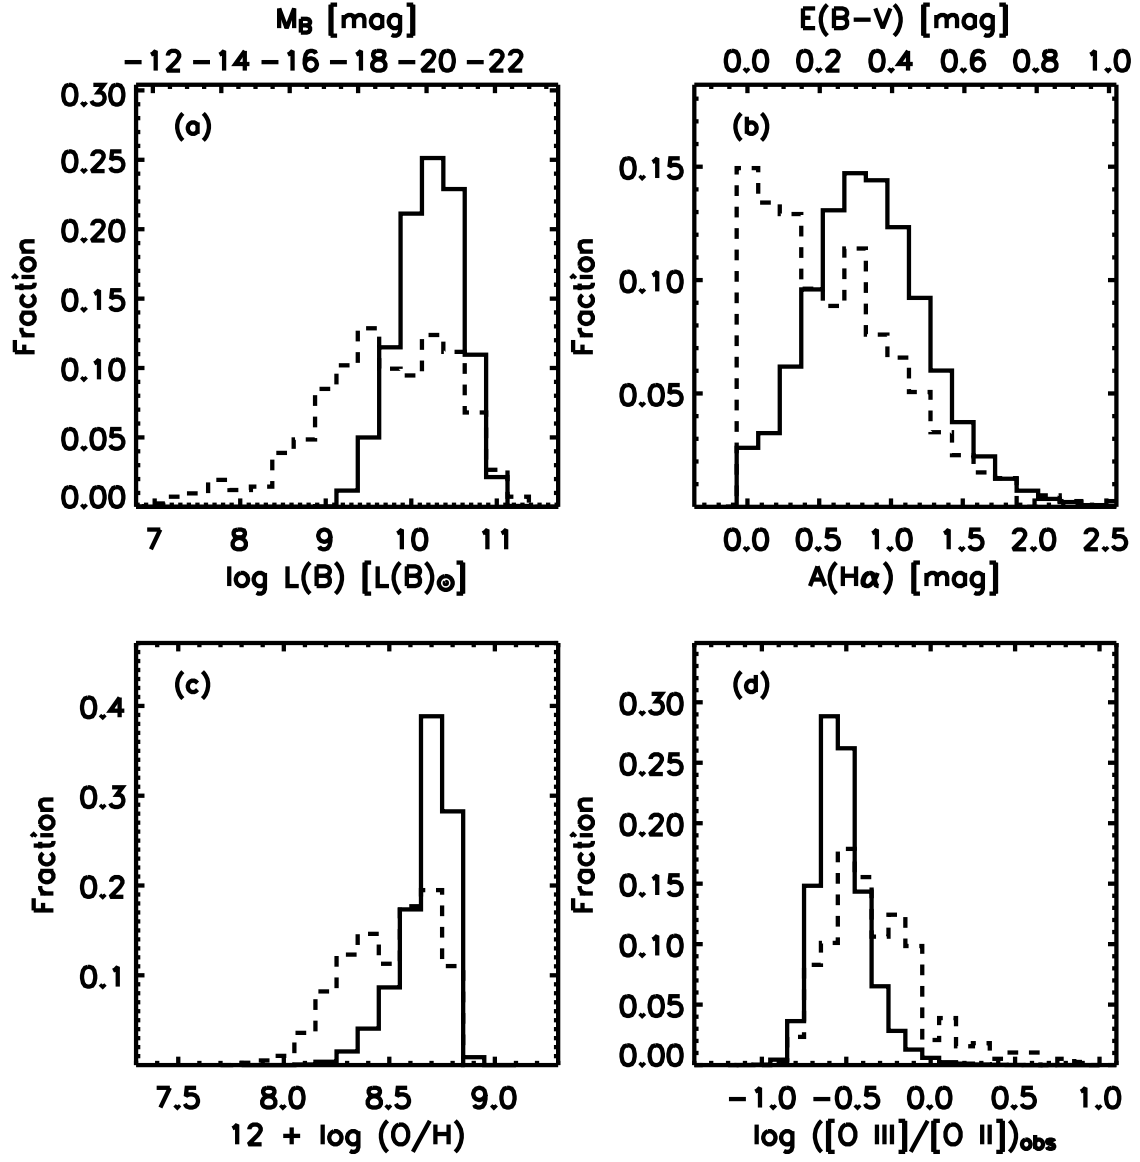 M_B [mag]
-12 -14 -16 -18 -20 -22
0.30
0.25
0.20
0.15
0.10
0.05
0.00
Fraction
(a)
7 8 9 10 11
log L(B) [L(B)⊙]
E(B-V) [mag]
0.0 0.2 0.4 0.6 0.8 1.0
0.15
0.10
0.05
Fraction
(b)
0.0 0.5 1.0 1.5 2.0 2.5
A(Hα) [mag]
0.4
0.3
0.2
0.1
Fraction
(c)
7.5 8.0 8.5 9.0
12 + log (O/H)
0.30
0.25
0.20
0.15
0.10
0.05
0.00
Fraction
(d)
-1.0 -0.5 0.0 0.5 1.0
log ([O III]/[O II])obs